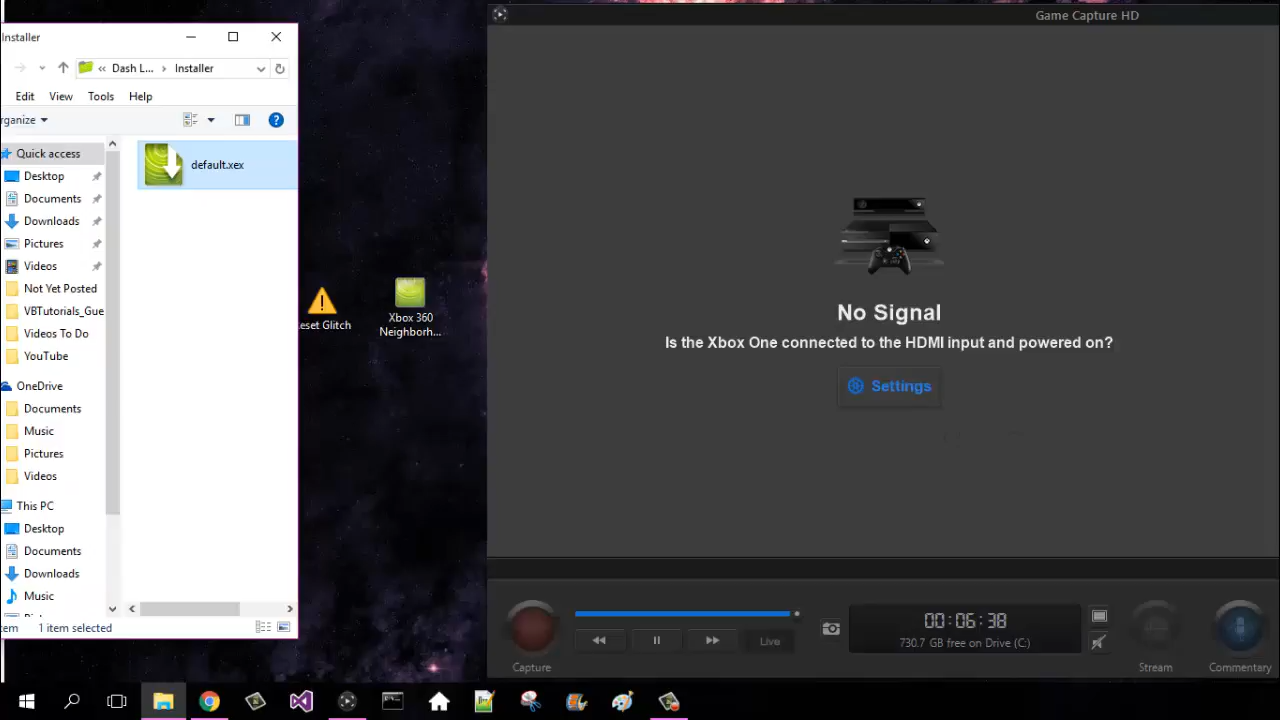 Installer
Game Capture HD
« Dash L... › Installer
Edit View Tools Help
rganize
Quick access
default.xex
Desktop
Documents
Downloads
Pictures
Videos
Not Yet Posted
VBTutorials_Gue
Videos To Do
YouTube
OneDrive
Documents
Music
Pictures
Videos
This PC
Desktop
Documents
Downloads
Music
tem 1 item selected
eset Glitch
Xbox 360
Neighborh...
No Signal
Is the Xbox One connected to the HDMI input and powered on?
Settings
Capture
Live
00:06:38
730.7 GB free on Drive (C:)
Stream
Commentary